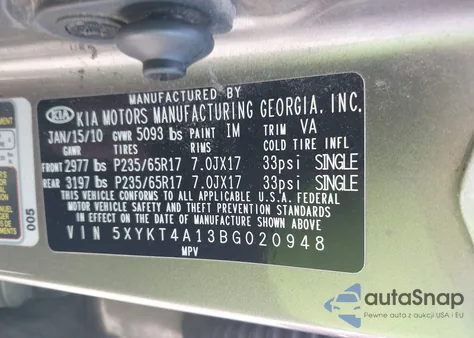 MANUFACTURED BY
KIA KIA MOTORS MANUFACTURING GEORGIA, INC.
JAN/15/10 GVWR 5093 lbs PAINT IM TRIM VA
GAWR TIRES RIMS COLD TIRE INFL
FRONT 2977 lbs P235/65R17 7.0JX17 33psi SINGLE
REAR 3197 lbs P235/65R17 7.0JX17 33psi SINGLE
THIS VEHICLE CONFORMS TO ALL APPLICABLE U.S.A. FEDERAL
MOTOR VEHICLE SAFETY AND THEFT PREVENTION STANDARDS
IN EFFECT ON THE DATE OF MANUFACTURE SHOWN ABOVE.
VIN 5XYKT4A13BG020948
MPV
005
autoSnap
Pewne auta z aukcji USA i EU